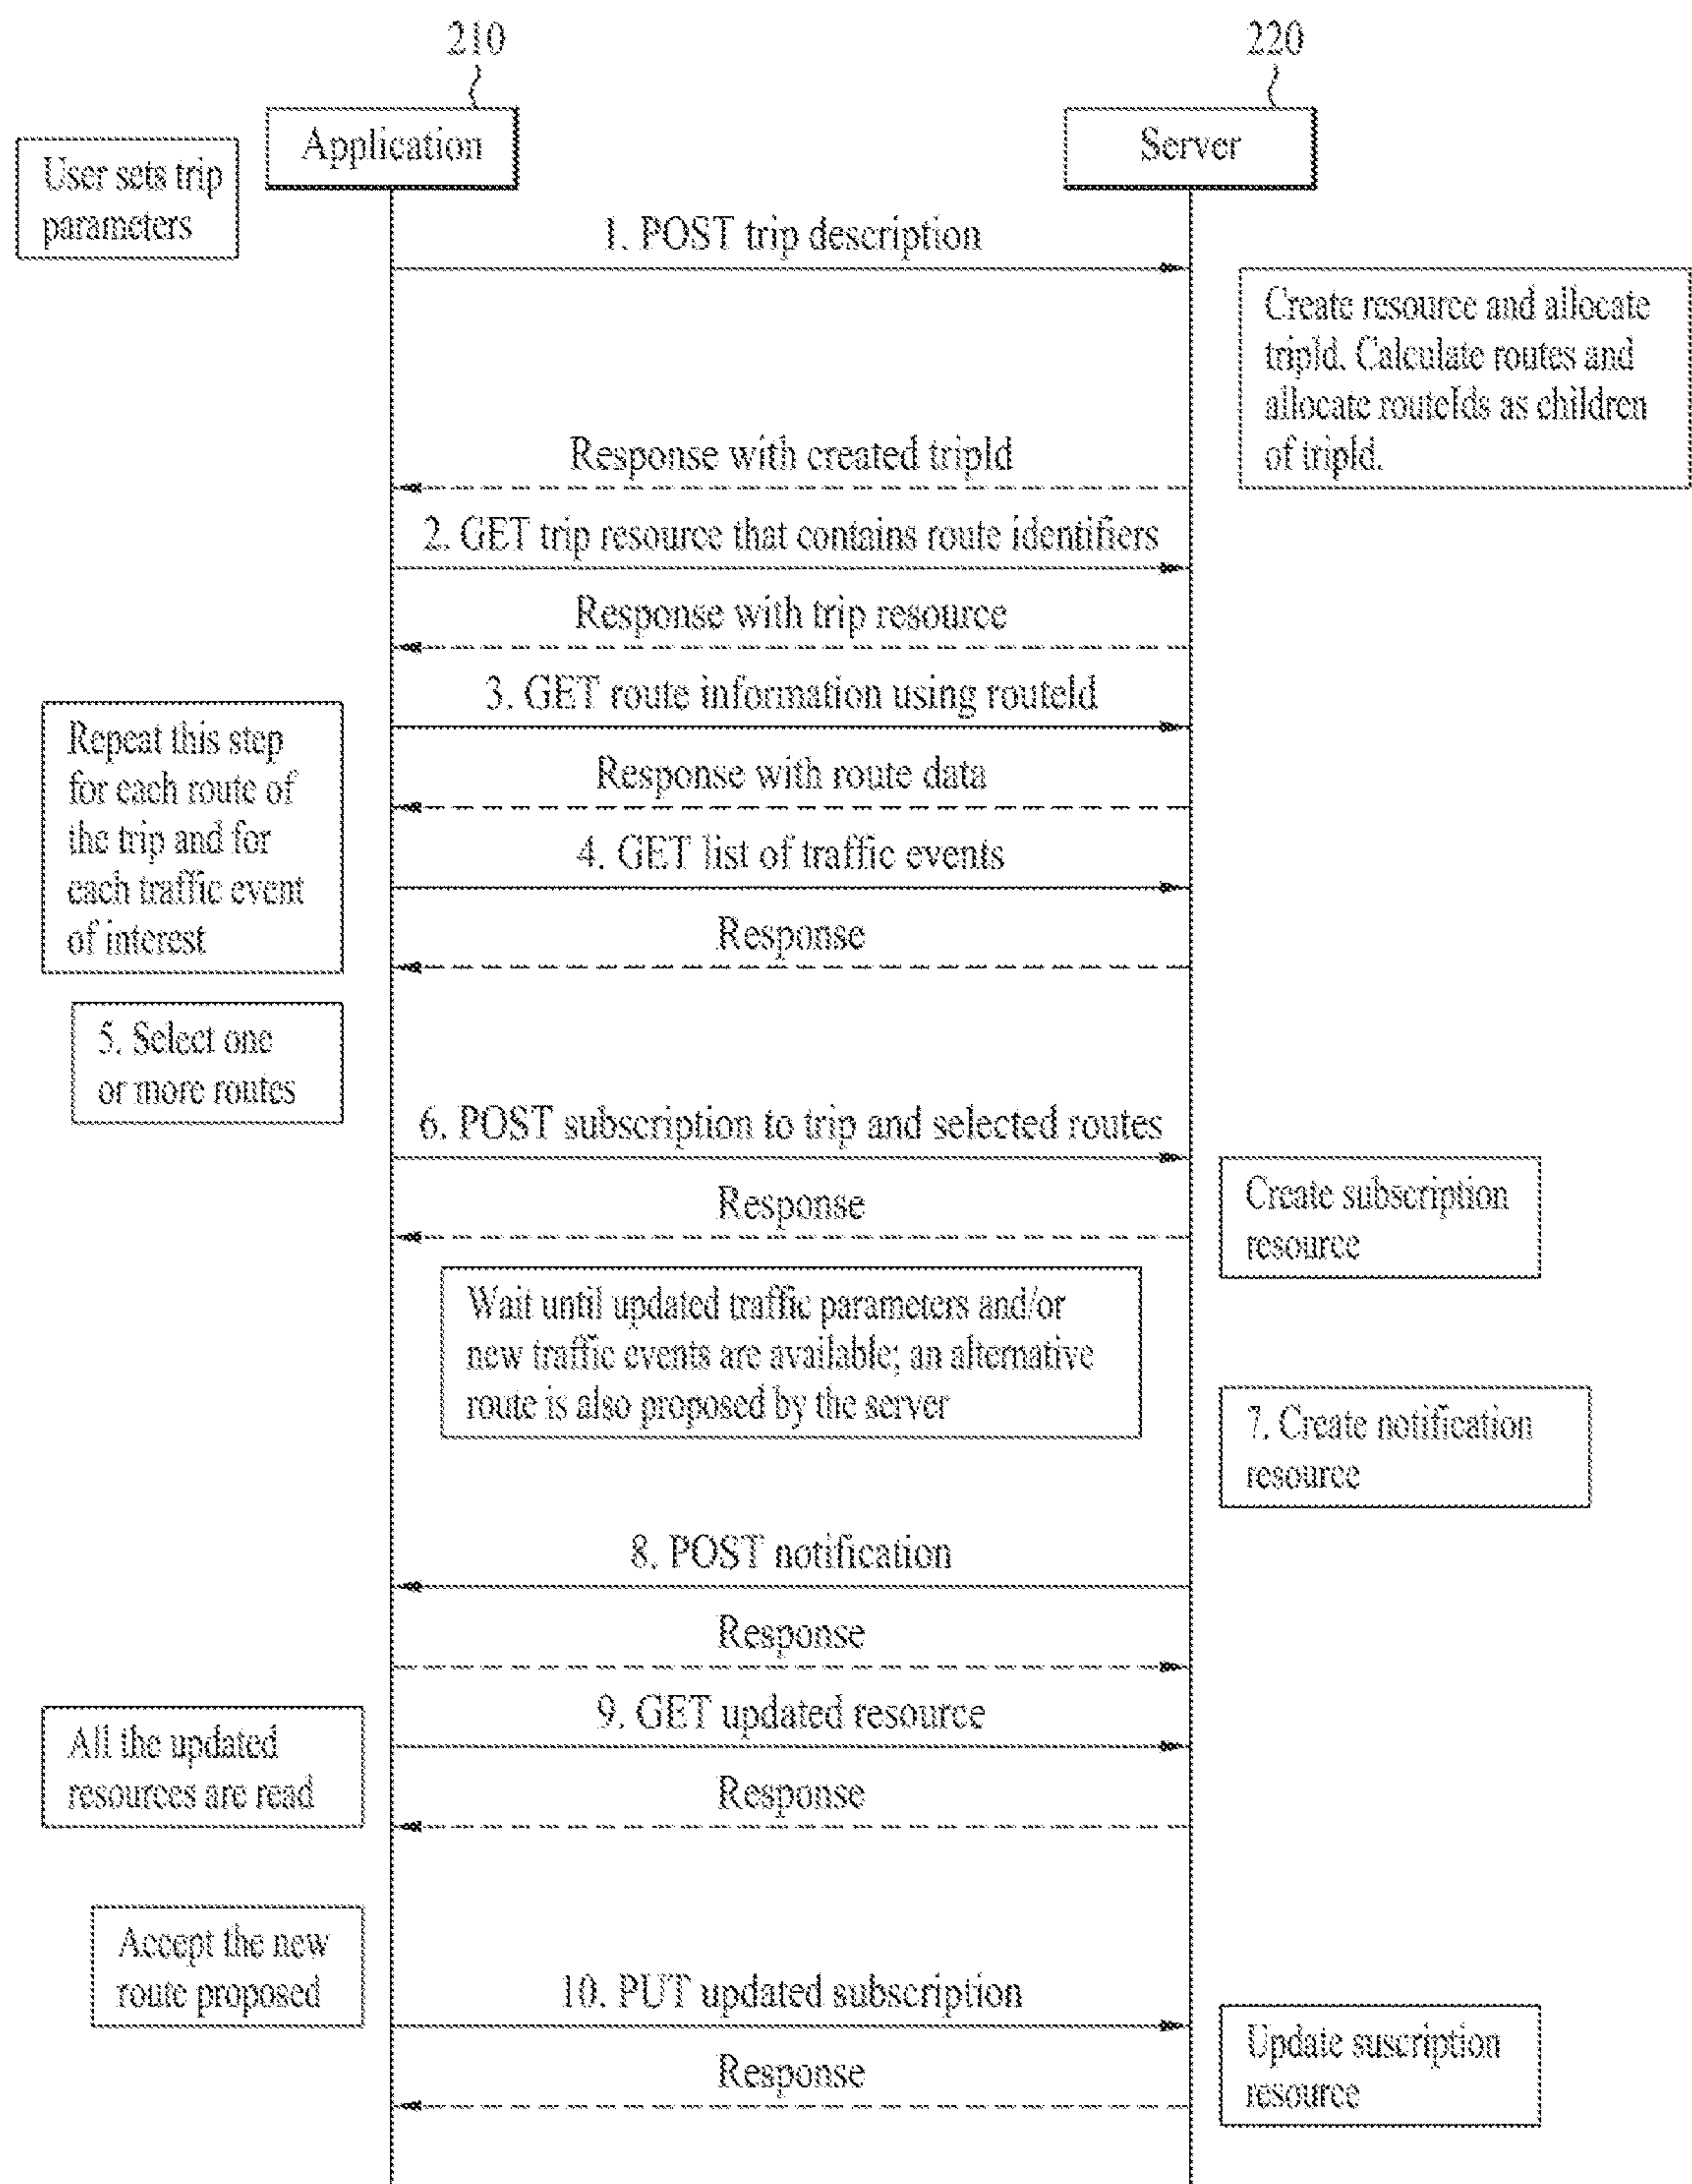 210
220
Application
Server
User sets trip
parameters
1. POST trip description
Create resource and allocate
tripId. Calculate routes and
allocate routeIds as children
of tripId.
Response with created tripId
2. GET trip resource that contains route identifiers
Response with trip resource
3. GET route information using routeId
Repeat this step
for each route of
the trip and for
each traffic event
of interest
Response with route data
4. GET list of traffic events
Response
5. Select one
or more routes
6. POST subscription to trip and selected routes
Response
Create subscription
resource
Wait until updated traffic parameters and/or
new traffic events are available; an alternative
route is also proposed by the server
7. Create notification
resource
8. POST notification
Response
9. GET updated resource
All the updated
resources are read
Response
Accept the new
route proposed
10. PUT updated subscription
Update suscription
resource
Response